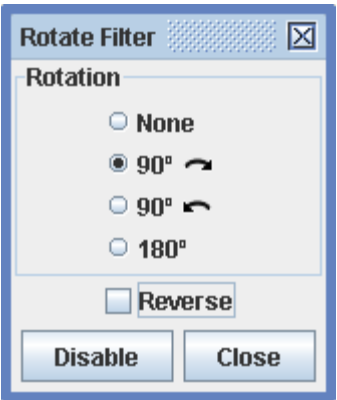 Rotate Filter
Rotation
None
90°
90°
180°
Reverse
Disable Close